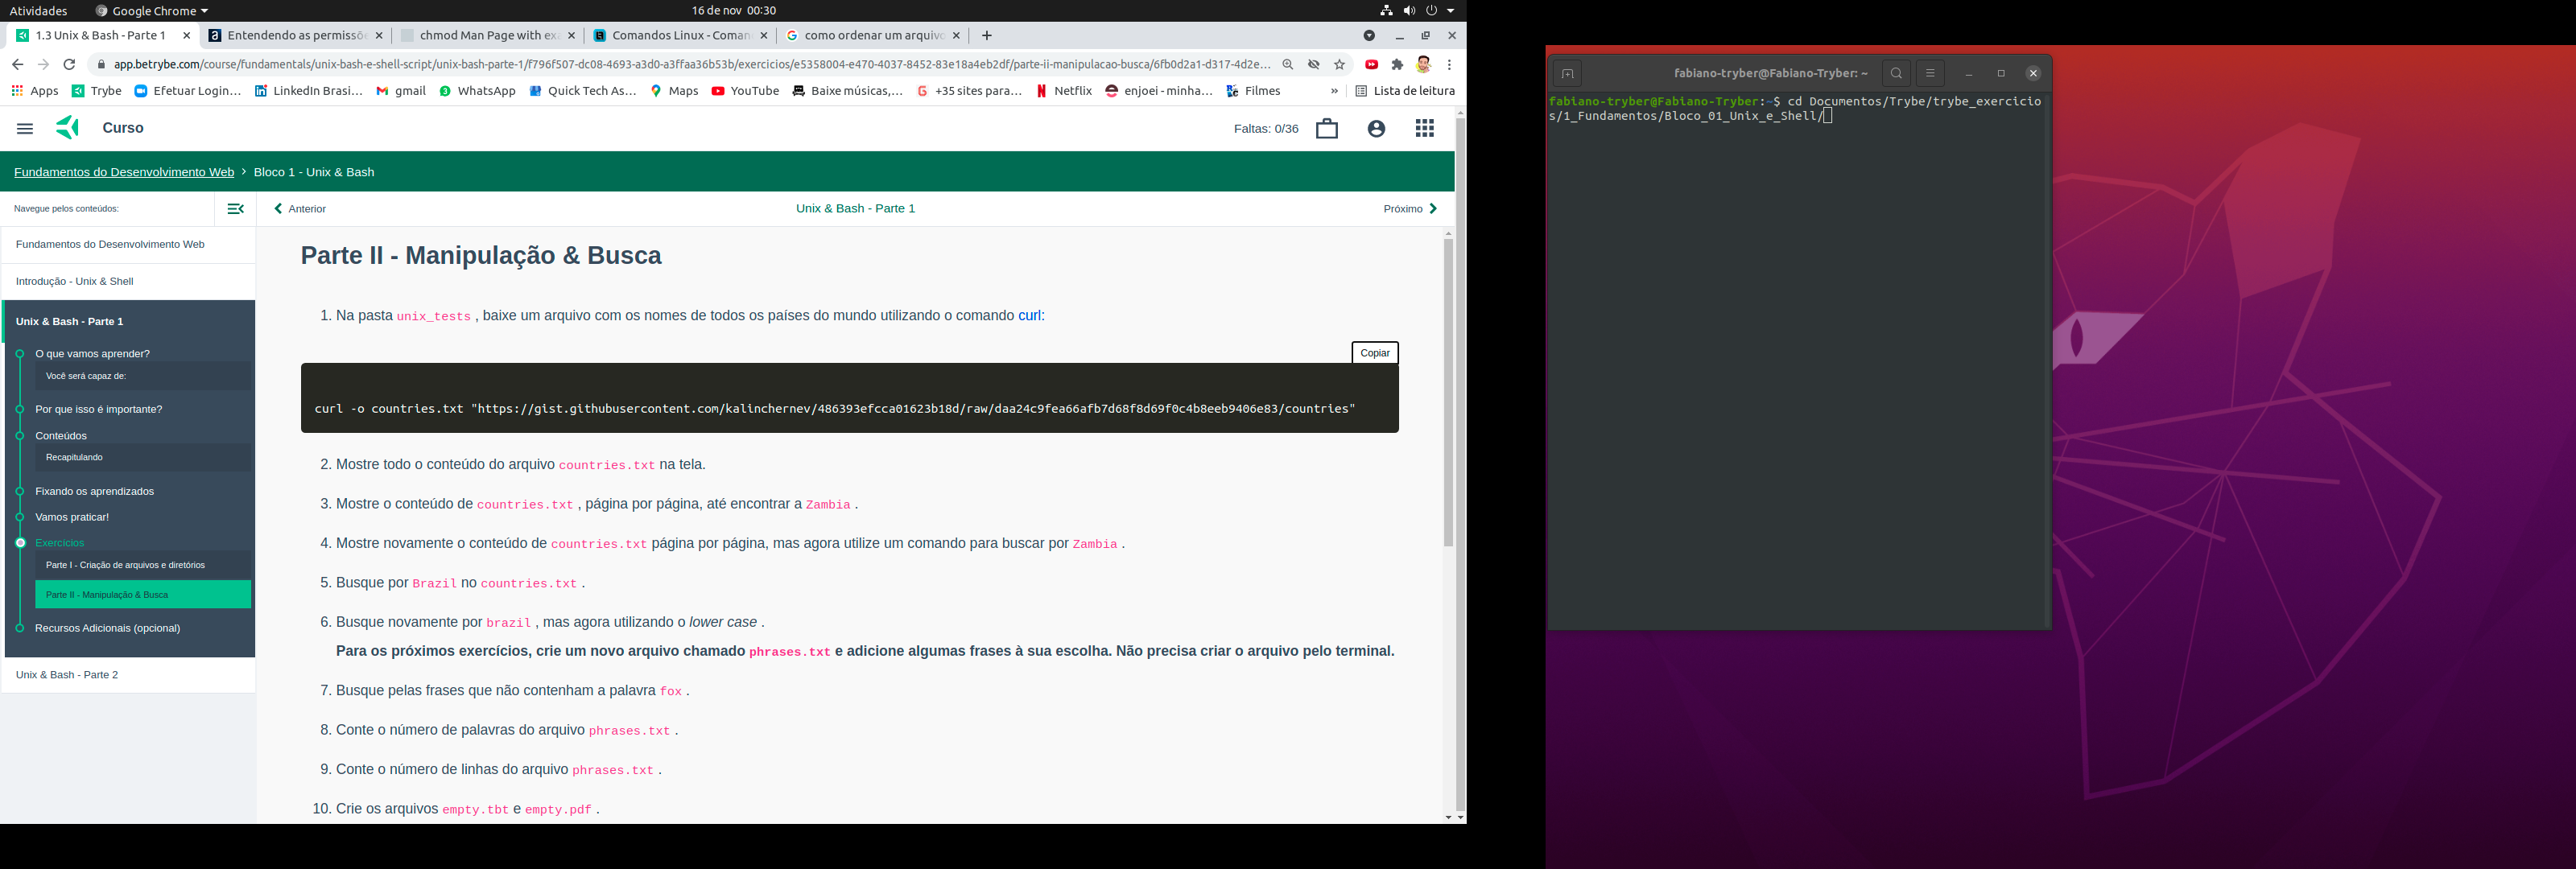 Atividades Google Chrome 16 de nov 00:30
1.3 Unix & Bash - Parte 1
Entendendo as permissõe
chmod Man Page with exa
Comandos Linux - Coman
como ordenar um arquivo
app.betrybe.com/course/fundamentals/unix-bash-e-shell-script/unix-bash-parte-1/f796f507-dc08-4693-a3d0-a3ffaa36b53b/exercicios/e5358004-e470-4037-8452-83e18a4eb2df/parte-ii-manipulacao-busca/6fb0d2a1-d317-4d2e...
Apps Trybe Efetuar Login... LinkedIn Brasi... gmail WhatsApp Quick Tech As... Maps YouTube Baixe músicas,... +35 sites para... Netflix enjoei - minha... Filmes » Lista de leitura
Curso
Faltas: 0/36
Fundamentos do Desenvolvimento Web > Bloco 1 - Unix & Bash
Navegue pelos conteúdos:
Anterior
Unix & Bash - Parte 1
Próximo
Fundamentos do Desenvolvimento Web
Introdução - Unix & Shell
Unix & Bash - Parte 1
O que vamos aprender?
Você será capaz de:
Por que isso é importante?
Conteúdos
Recapitulando
Fixando os aprendizados
Vamos praticar!
Exercícios
Parte I - Criação de arquivos e diretórios
Parte II - Manipulação & Busca
Recursos Adicionais (opcional)
Unix & Bash - Parte 2
Parte II - Manipulação & Busca
1. Na pasta unix_tests , baixe um arquivo com os nomes de todos os países do mundo utilizando o comando curl:
Copiar
curl -o countries.txt "https://gist.githubusercontent.com/kalinchernev/486393efcca01623b18d/raw/daa24c9fea66afb7d68f8d69f0c4b8eeb9406e83/countries"
2. Mostre todo o conteúdo do arquivo countries.txt na tela.
3. Mostre o conteúdo de countries.txt , página por página, até encontrar a Zambia .
4. Mostre novamente o conteúdo de countries.txt página por página, mas agora utilize um comando para buscar por Zambia .
5. Busque por Brazil no countries.txt .
6. Busque novamente por brazil , mas agora utilizando o lower case .
Para os próximos exercícios, crie um novo arquivo chamado phrases.txt e adicione algumas frases à sua escolha. Não precisa criar o arquivo pelo terminal.
7. Busque pelas frases que não contenham a palavra fox .
8. Conte o número de palavras do arquivo phrases.txt .
9. Conte o número de linhas do arquivo phrases.txt .
10. Crie os arquivos empty.tbt e empty.pdf .
fabiano-tryber@Fabiano-Tryber: ~
fabiano-tryber@Fabiano-Tryber:~$ cd Documentos/Trybe/trybe_exercicio
s/1_Fundamentos/Bloco_01_Unix_e_Shell/